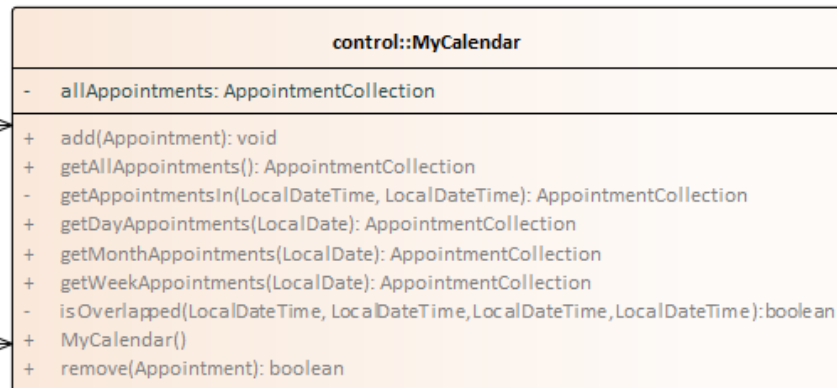 control::MyCalendar
- allAppointments: AppointmentCollection
+ add(Appointment): void
+ getAllAppointments(): AppointmentCollection
- getAppointmentsIn(LocalDateTime, LocalDateTime): AppointmentCollection
+ getDayAppointments(LocalDate): AppointmentCollection
+ getMonthAppointments(LocalDate): AppointmentCollection
+ getWeekAppointments(LocalDate): AppointmentCollection
- isOverlapped(LocalDateTime, LocalDateTime,LocalDateTime,LocalDateTime):boolean
+ MyCalendar()
+ remove(Appointment): boolean